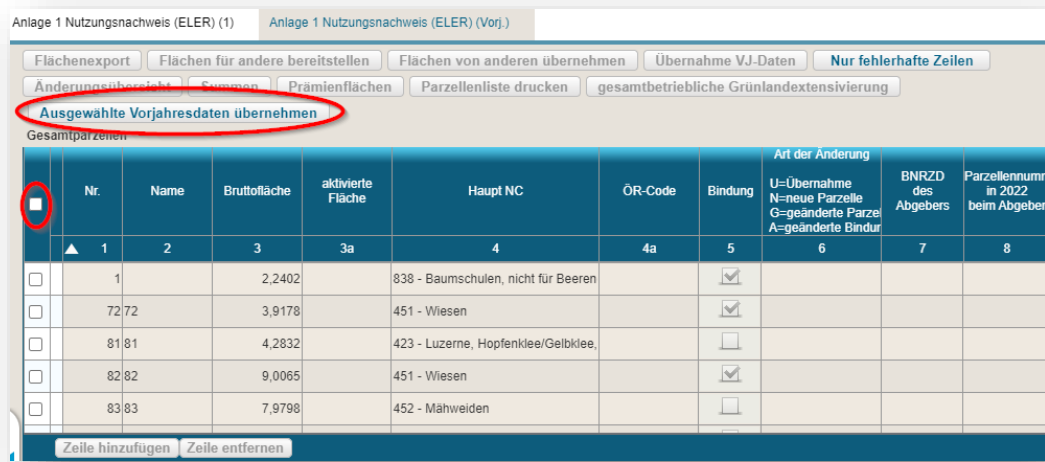 Anlage 1 Nutzungsnachweis (ELER) (1) Anlage 1 Nutzungsnachweis (ELER) (Vorj.)
Flächenexport Flächen für andere bereitstellen Flächen von anderen übernehmen Übernahme VJ-Daten Nur fehlerhafte Zeilen
Änderungsübersicht Summen Prämienflächen Parzellenliste drucken gesamtbetriebliche Grünlandextensivierung
Ausgewählte Vorjahresdaten übernehmen
Gesamtparzellen
Nr. Name Bruttofläche aktivierte Fläche Haupt NC ÖR-Code Bindung Art der Änderung BNRZD des Abgebers Parzellennumm in 2022 beim Abgeber
U=Übernahme
N=neue Parzelle
G=geänderte Parzel
A=geänderte Bindur
1 2 3 3a 4 4a 5 6 7 8
1 2,2402 838 - Baumschulen, nicht für Beeren
72 72 3,9178 451 - Wiesen
81 81 4,2832 423 - Luzerne, Hopfenklee/Gelbklee,
82 82 9,0065 451 - Wiesen
83 83 7,9798 452 - Mähweiden
Zeile hinzufügen Zeile entfernen